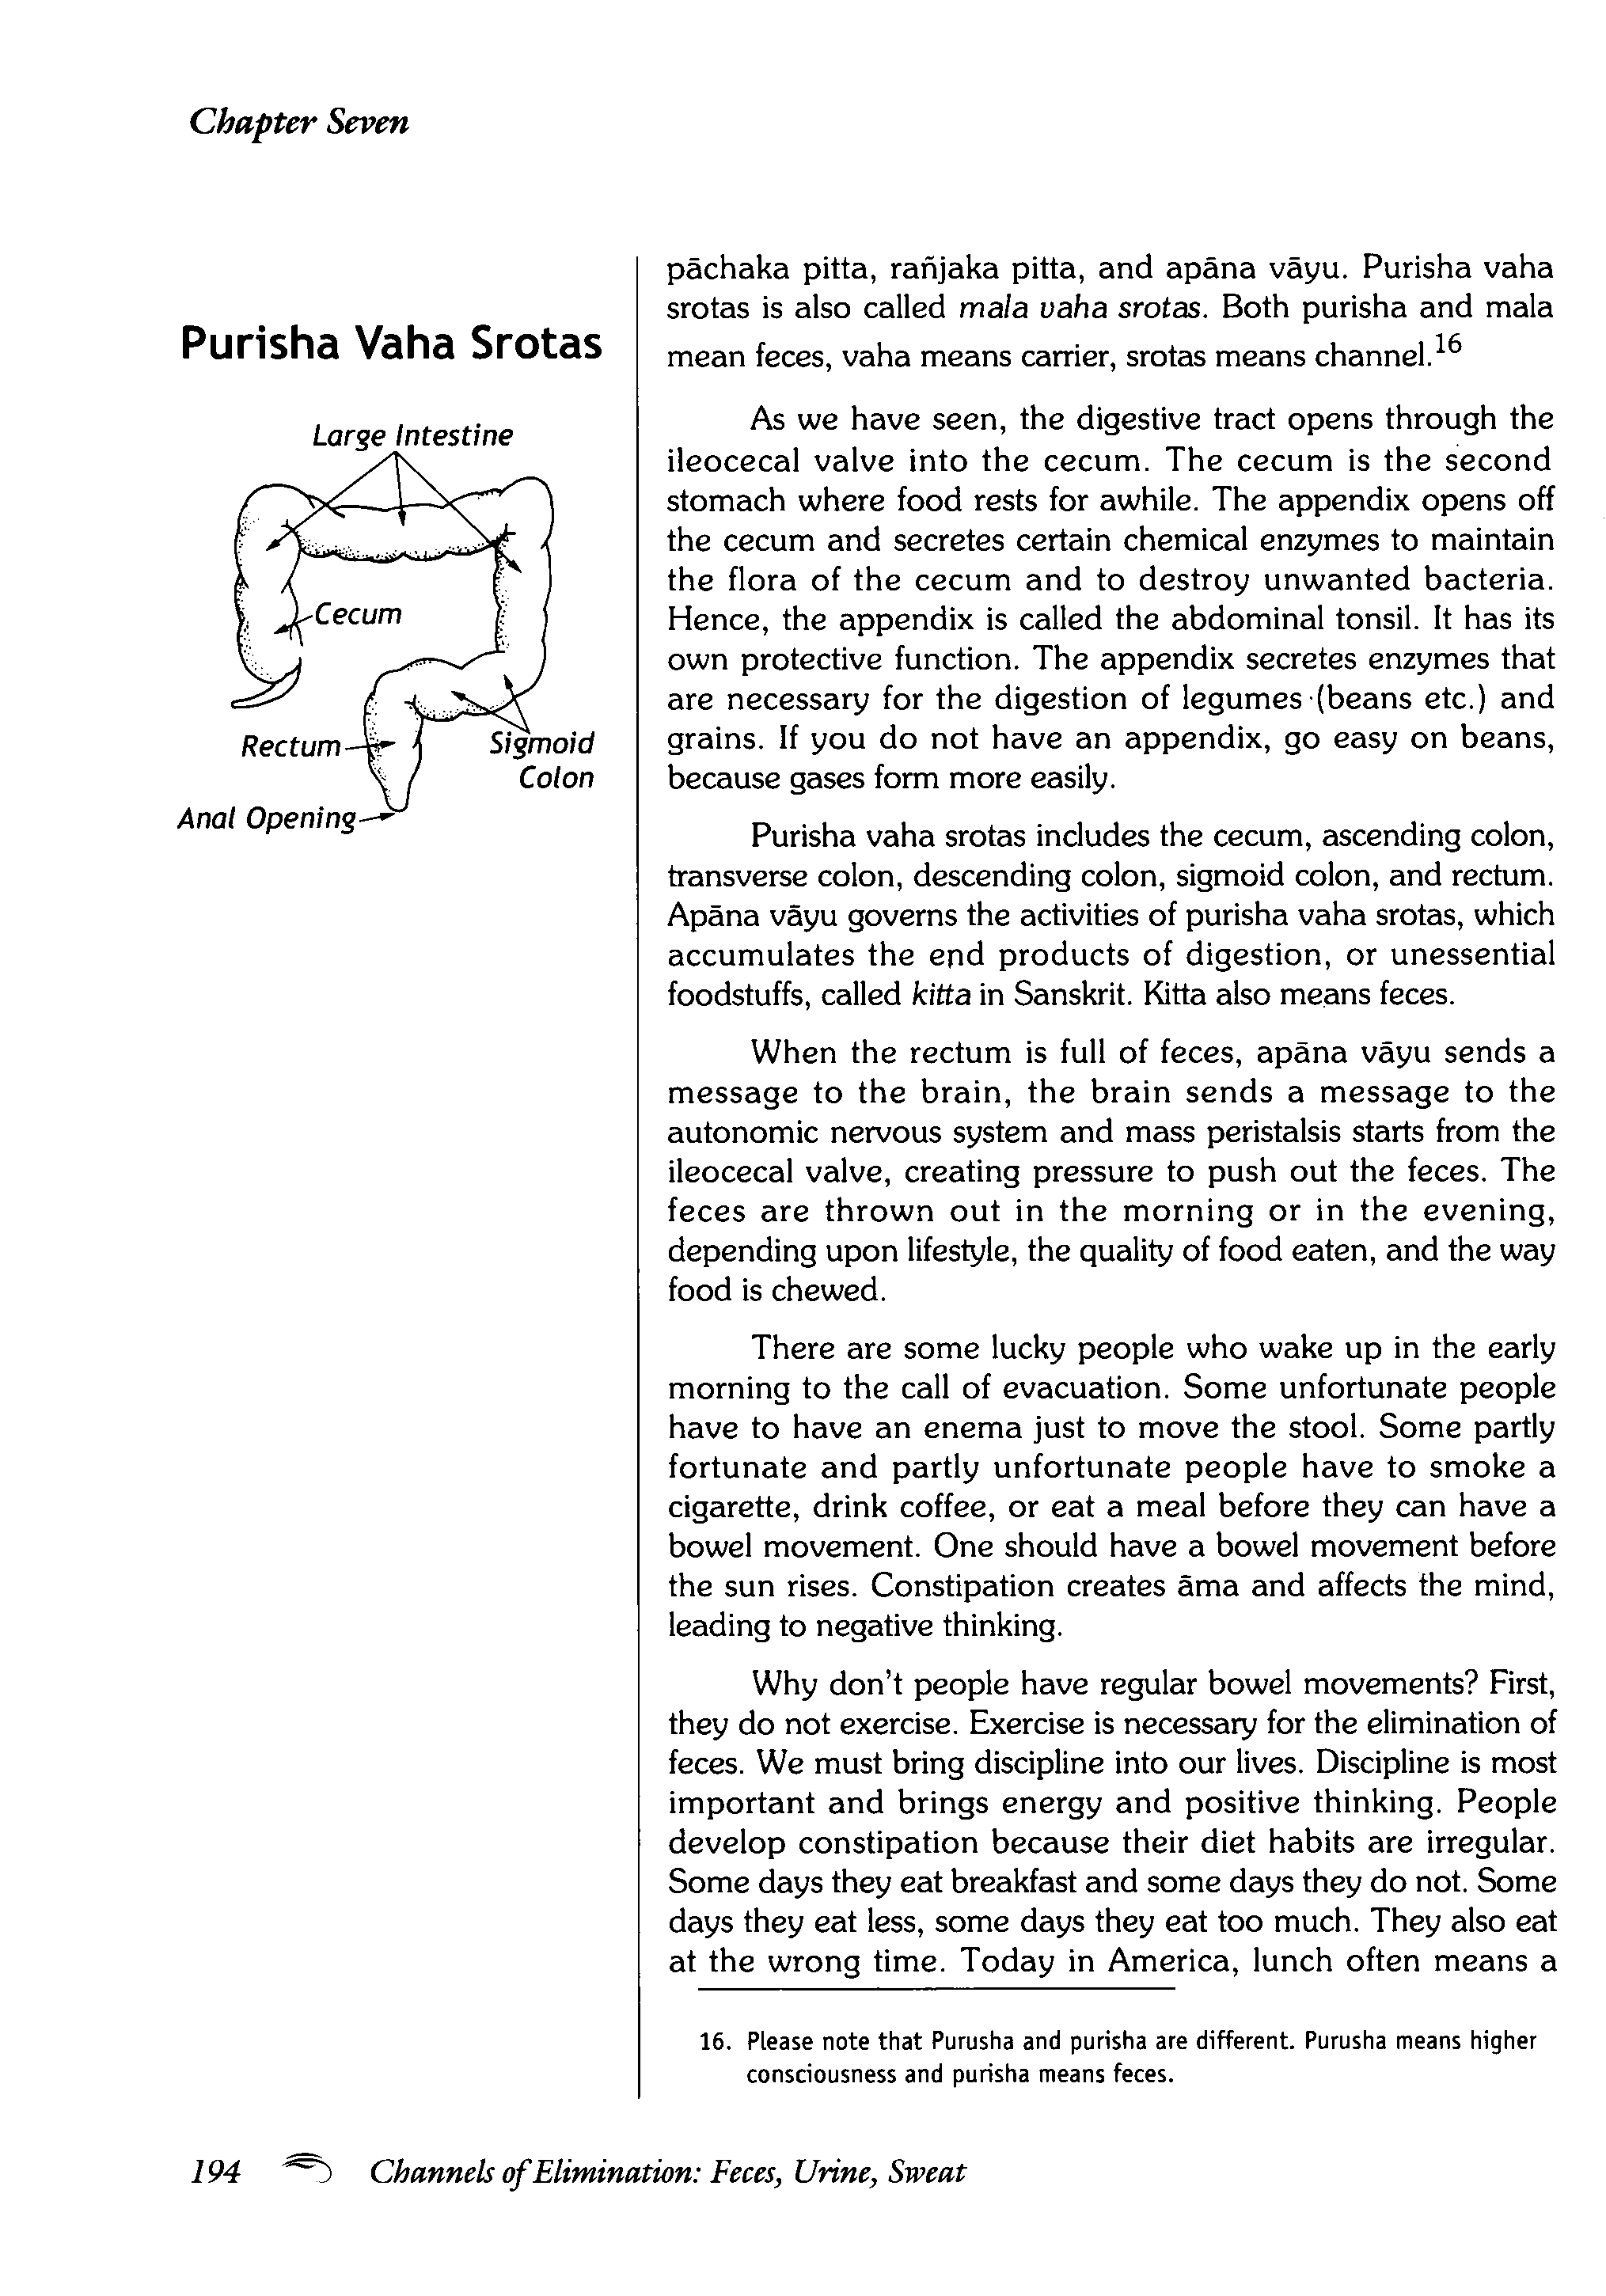 Chapter Seven
Purisha Vaha Srotas
Large Intestine
Cecum
Rectum
Sigmoid
Colon
Anal Opening
pāchaka pitta, rañjaka pitta, and apāna vāyu. Purisha vaha
srotas is also called mala vaha srotas. Both purisha and mala
mean feces, vaha means carrier, srotas means channel.16
As we have seen, the digestive tract opens through the
ileocecal valve into the cecum. The cecum is the second
stomach where food rests for awhile. The appendix opens off
the cecum and secretes certain chemical enzymes to maintain
the flora of the cecum and to destroy unwanted bacteria.
Hence, the appendix is called the abdominal tonsil. It has its
own protective function. The appendix secretes enzymes that
are necessary for the digestion of legumes (beans etc.) and
grains. If you do not have an appendix, go easy on beans,
because gases form more easily.
Purisha vaha srotas includes the cecum, ascending colon,
transverse colon, descending colon, sigmoid colon, and rectum.
Apāna vāyu governs the activities of purisha vaha srotas, which
accumulates the end products of digestion, or unessential
foodstuffs, called kitta in Sanskrit. Kitta also means feces.
When the rectum is full of feces, apāna vāyu sends a
message to the brain, the brain sends a message to the
autonomic nervous system and mass peristalsis starts from the
ileocecal valve, creating pressure to push out the feces. The
feces are thrown out in the morning or in the evening,
depending upon lifestyle, the quality of food eaten, and the way
food is chewed.
There are some lucky people who wake up in the early
morning to the call of evacuation. Some unfortunate people
have to have an enema just to move the stool. Some partly
fortunate and partly unfortunate people have to smoke a
cigarette, drink coffee, or eat a meal before they can have a
bowel movement. One should have a bowel movement before
the sun rises. Constipation creates āma and affects the mind,
leading to negative thinking.
Why don't people have regular bowel movements? First,
they do not exercise. Exercise is necessary for the elimination of
feces. We must bring discipline into our lives. Discipline is most
important and brings energy and positive thinking. People
develop constipation because their diet habits are irregular.
Some days they eat breakfast and some days they do not. Some
days they eat less, some days they eat too much. They also eat
at the wrong time. Today in America, lunch often means a
16. Please note that Purusha and purisha are different. Purusha means higher
consciousness and purisha means feces.
194 Channels of Elimination: Feces, Urine, Sweat